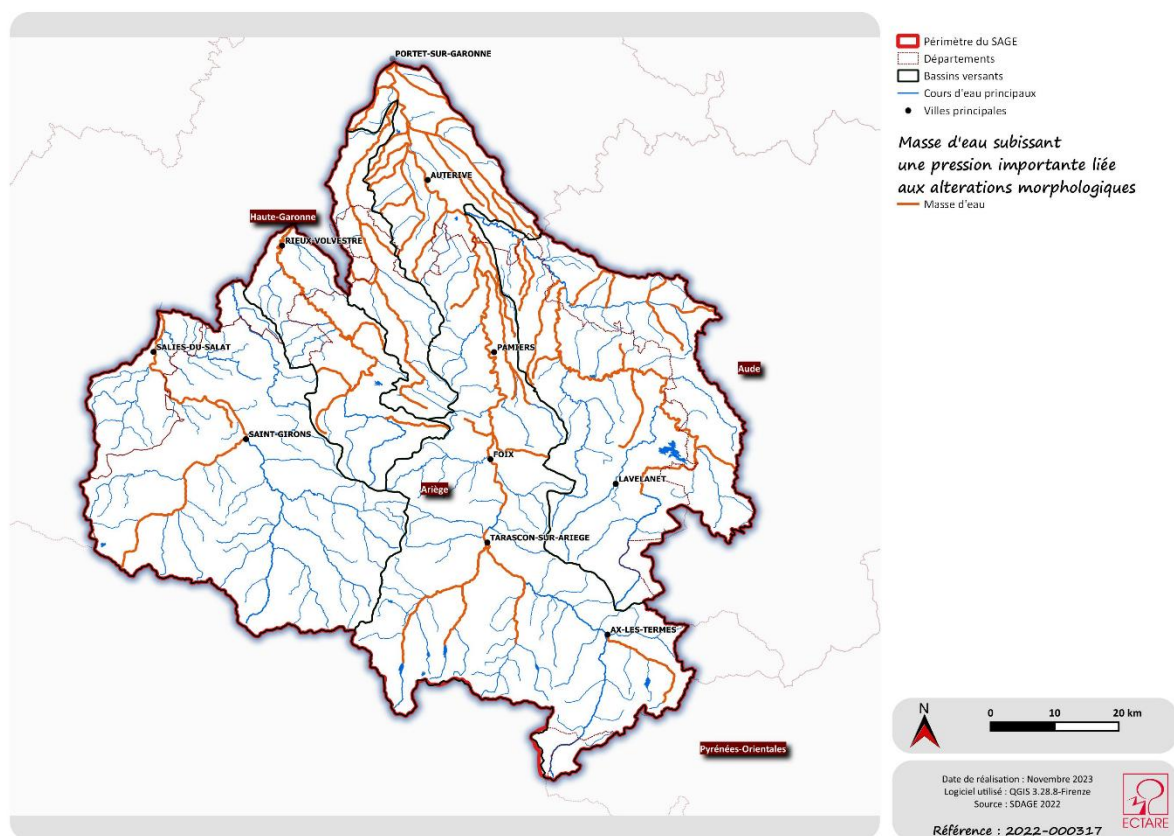 PORTET-SUR-GARONNE
AUTERIVE
Haute-Garonne
RIEUX-VOLVESTRE
SALIES-DU-SALAT
PAMIERS
Aude
SAINT-GIRONS
FOIX
Ariège
LAVELANET
TARASCON-SUR-ARIEGE
AX-LES-TERMES
Pyrénées-Orientales
Périmètre du SAGE
Départements
Bassins versants
Cours d'eau principaux
Villes principales
Masse d'eau subissant
une pression importante liée
aux alterations morphologiques
Masse d'eau
N
0 10 20 km
Date de réalisation : Novembre 2023
Logiciel utilisé : QGIS 3.28.8-Firenze
Source : SDAGE 2022
Référence : 2022-000317
ECTARE